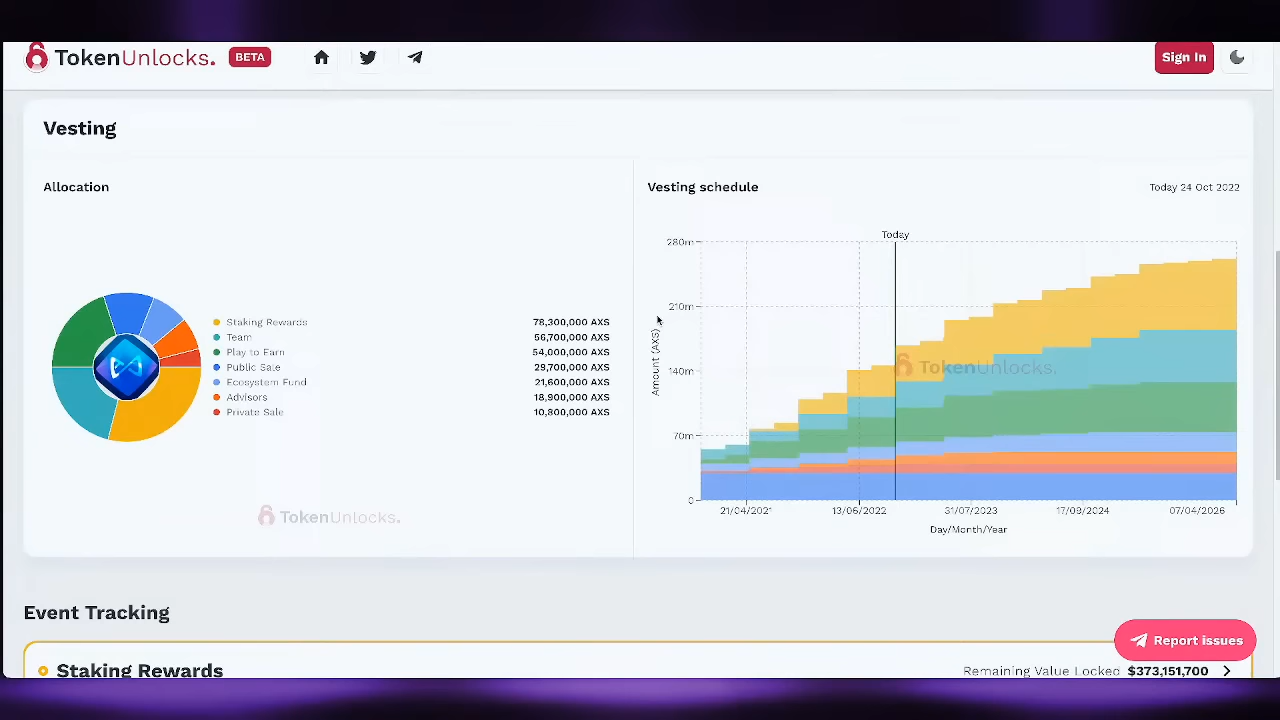 TokenUnlocks. BETA Sign In
Vesting
Allocation
Staking Rewards 78,300,000 AXS
Team 56,700,000 AXS
Play to Earn 54,000,000 AXS
Public Sale 29,700,000 AXS
Ecosystem Fund 21,600,000 AXS
Advisors 18,900,000 AXS
Private Sale 10,800,000 AXS
TokenUnlocks.
Vesting schedule Today 24 Oct 2022
Today
280m
210m
140m
70m
0
Amount (AXS)
TokenUnlocks.
21/04/2021 13/06/2022 31/07/2023 17/09/2024 07/04/2026
Day/Month/Year
Event Tracking
Report issues
Staking Rewards Remaining Value Locked $373,151,700